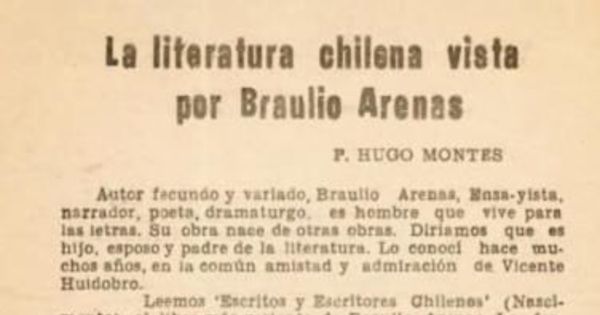 La literatura chilena vista
por Braulio Arenas
P. HUGO MONTES
Autor fecundo y variado, Braulio Arenas, Ensa-yista,
narrador, poeta, dramaturgo, es hombre que vive para
las letras. Su obra nace de otras obras. Diríamos que es
hijo, esposo y padre de la literatura. Lo conocí hace mu-
chos años, en la común amistad y admiración de Vicente
Huidobro.
Leemos 'Escritos y Escritores Chilenos' (Nasci-